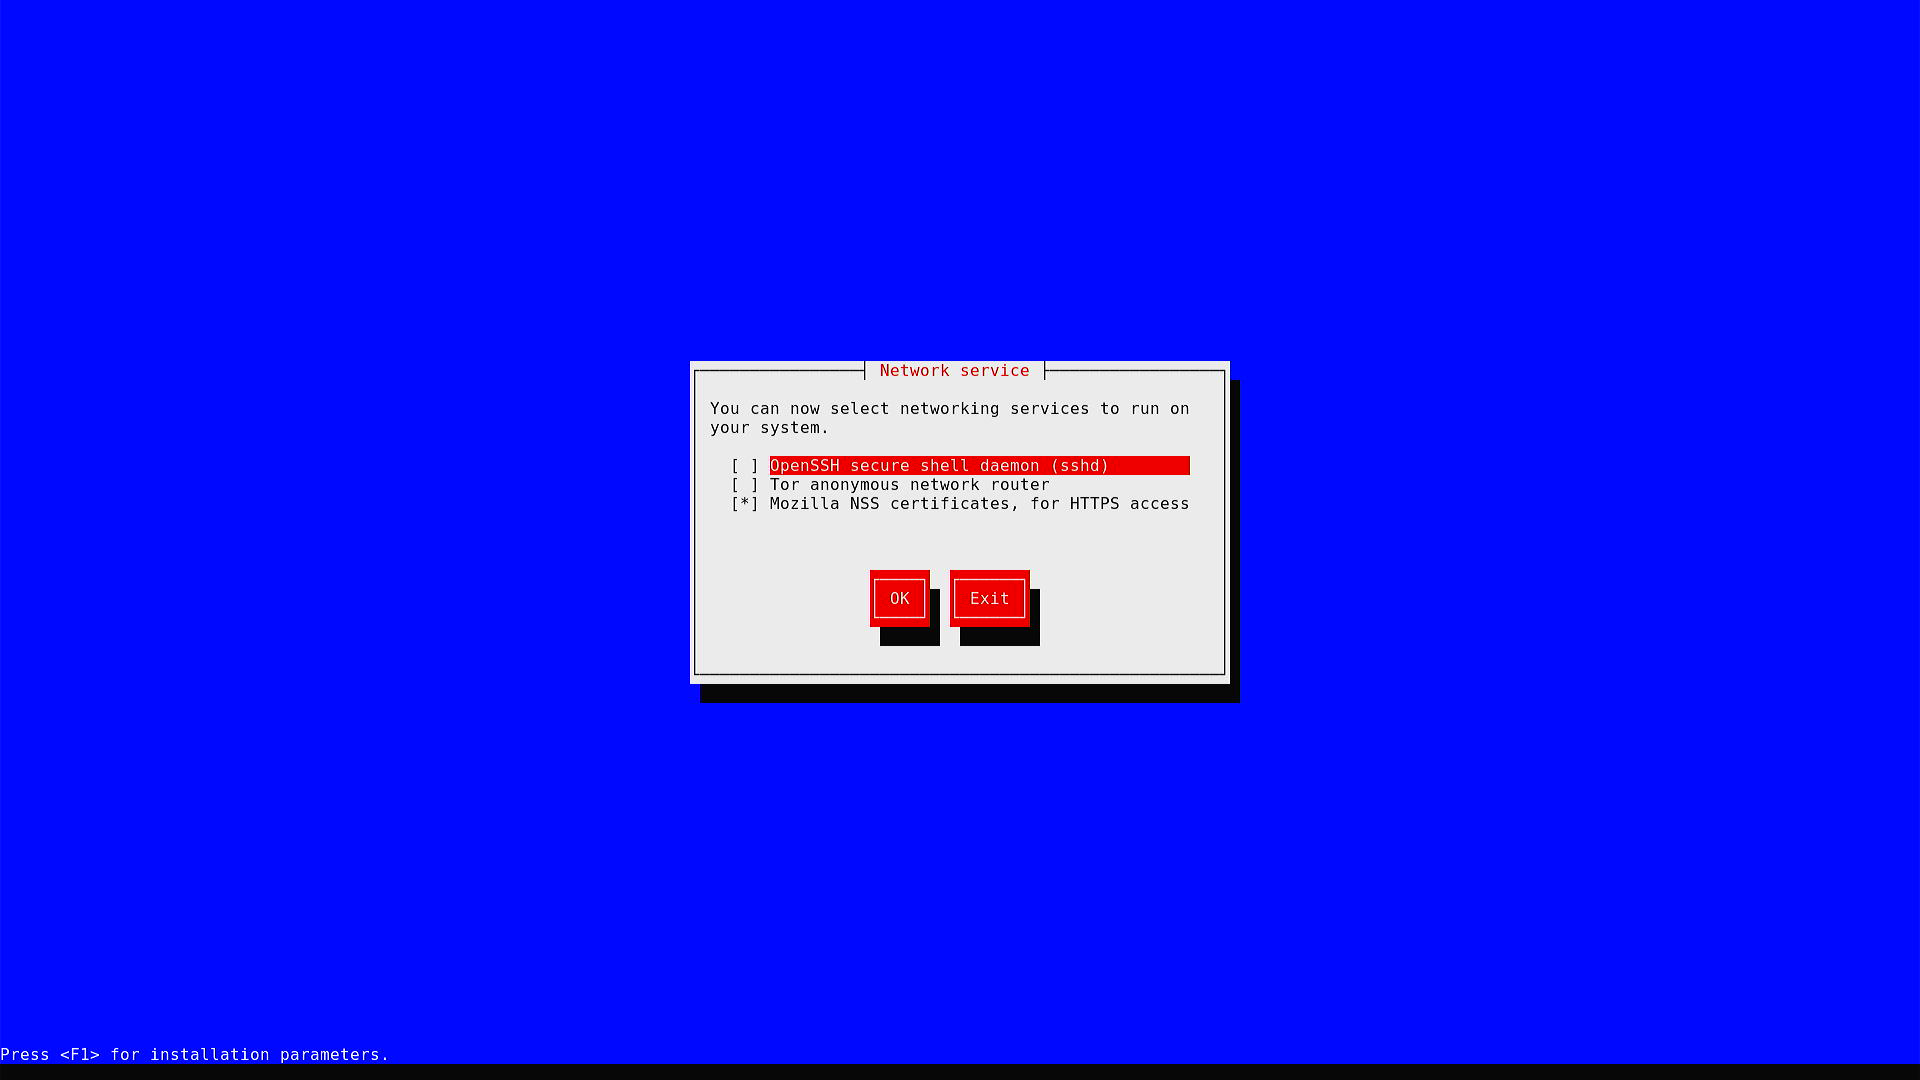 Network service
You can now select networking services to run on
your system.
[ ] OpenSSH secure shell daemon (sshd)
[ ] Tor anonymous network router
[*] Mozilla NSS certificates, for HTTPS access
OK Exit
Press <F1> for installation parameters.